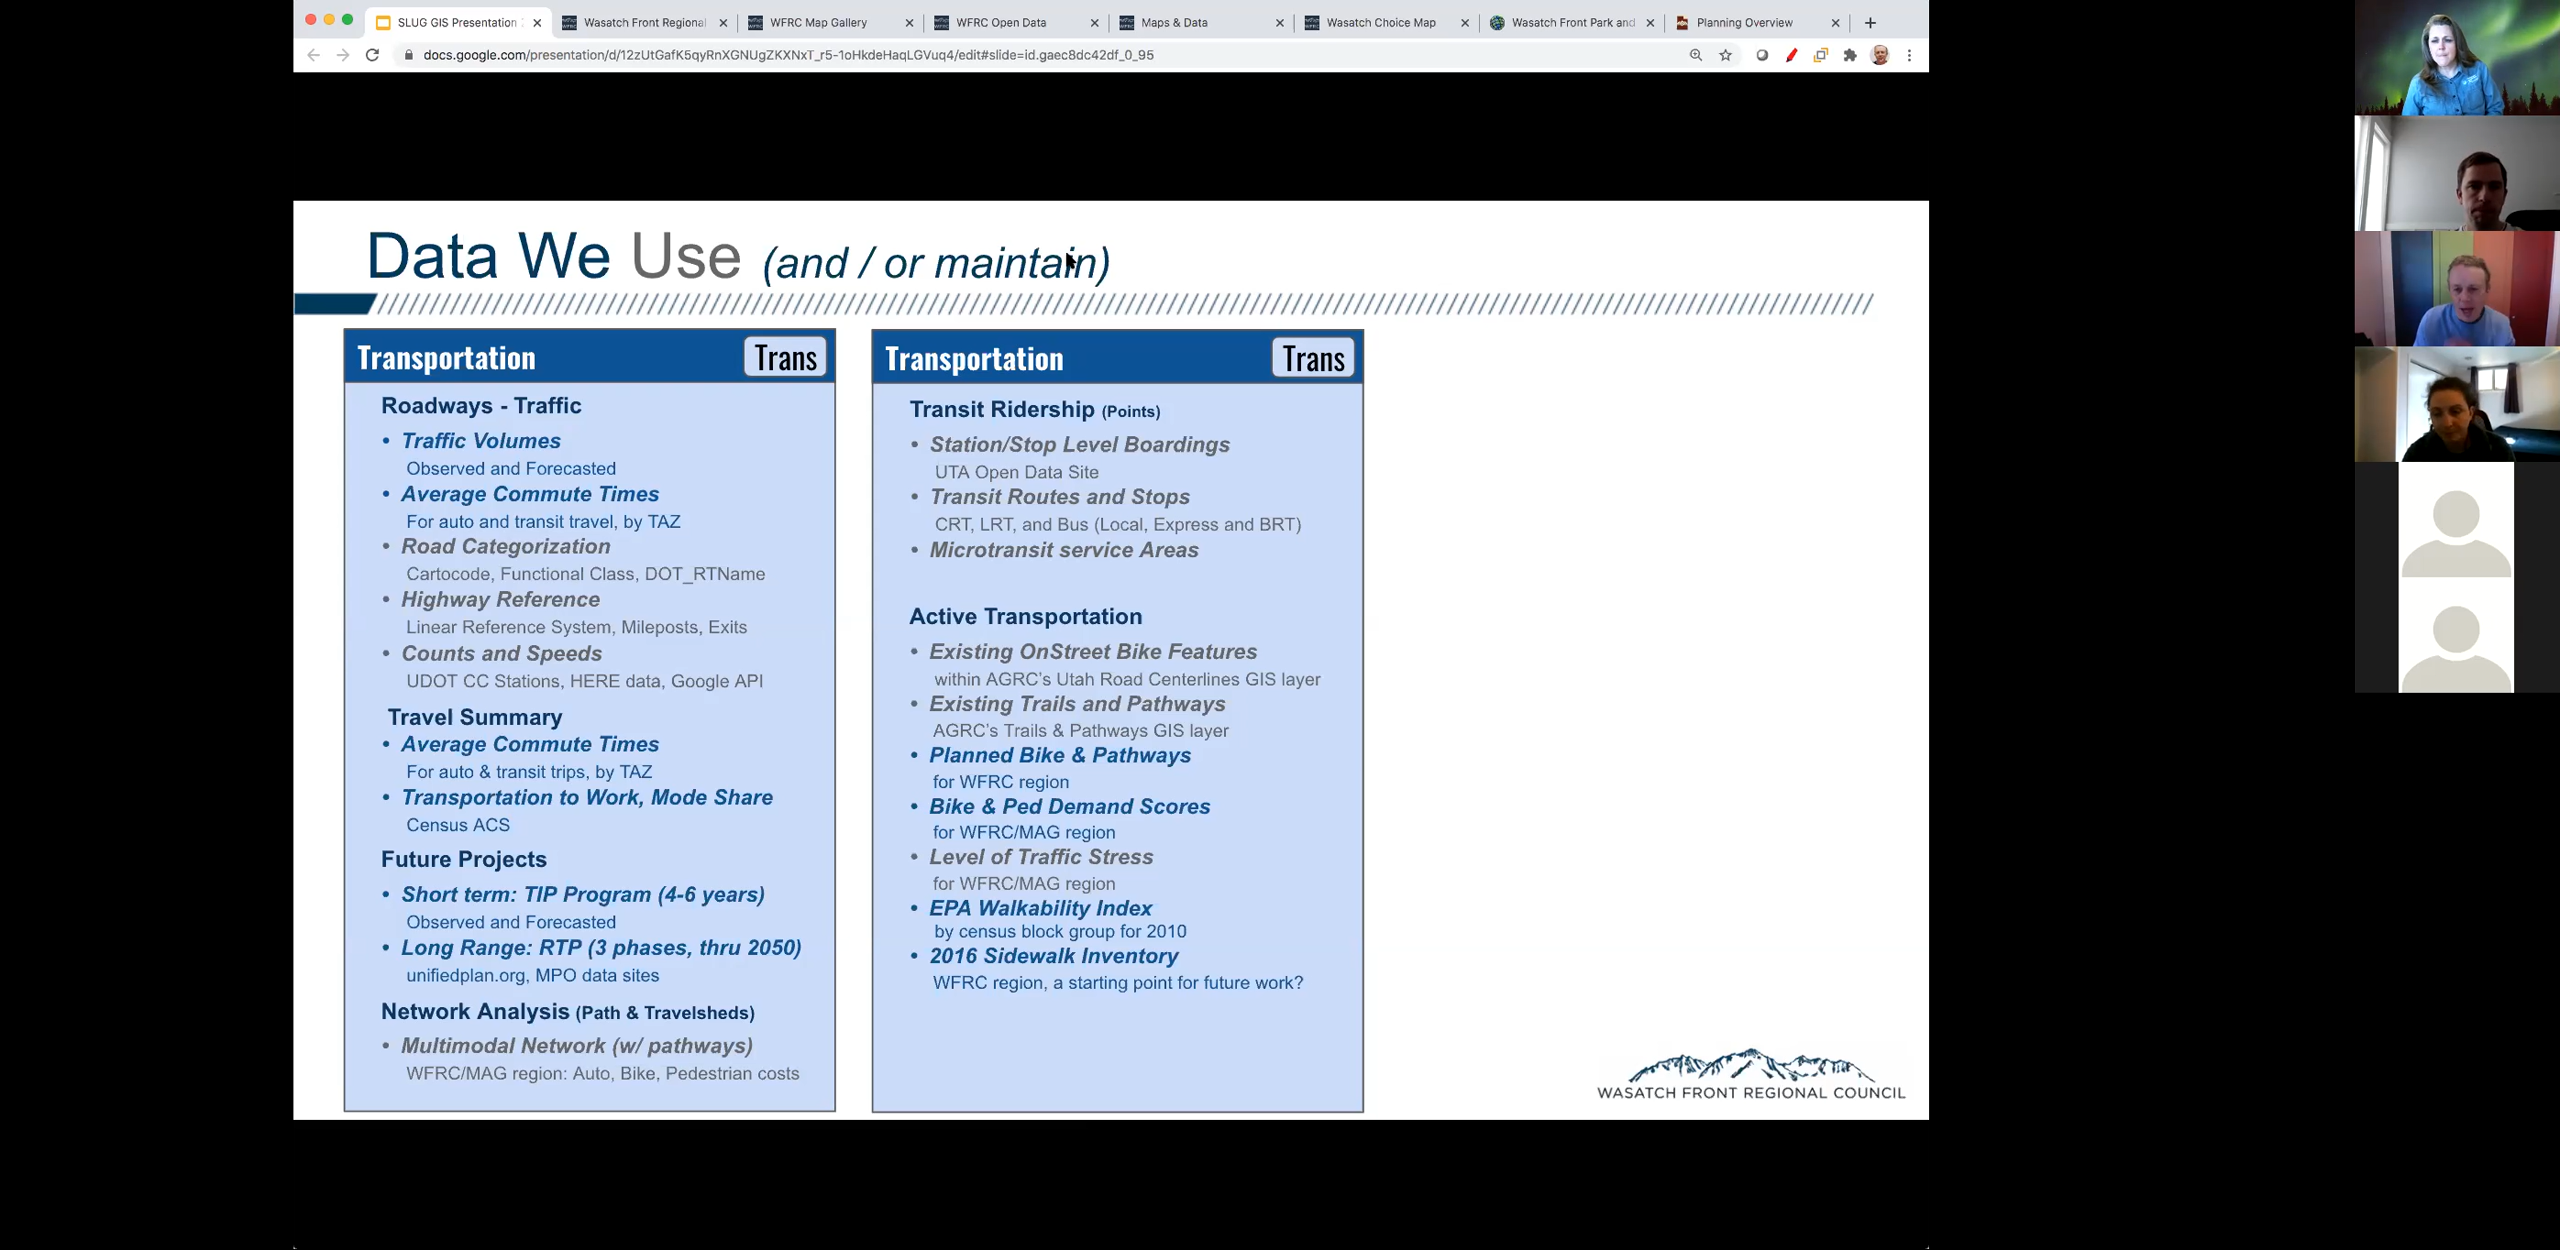 SLUG GIS Presentation
Wasatch Front Regional
WFRC Map Gallery
WFRC Open Data
Maps & Data
Wasatch Choice Map
Wasatch Front Park and
Planning Overview
docs.google.com/presentation/d/12zUtGafK5qyRnXGNUgZKXNxT_r5-1oHkdeHaqLGVuq4/edit#slide=id.gaec8dc42df_0_95
Data We Use (and / or maintain)
Transportation Trans
Roadways - Traffic
• Traffic Volumes
Observed and Forecasted
• Average Commute Times
For auto and transit travel, by TAZ
• Road Categorization
Cartocode, Functional Class, DOT_RTName
• Highway Reference
Linear Reference System, Mileposts, Exits
• Counts and Speeds
UDOT CC Stations, HERE data, Google API
Travel Summary
• Average Commute Times
For auto & transit trips, by TAZ
• Transportation to Work, Mode Share
Census ACS
Future Projects
• Short term: TIP Program (4-6 years)
Observed and Forecasted
• Long Range: RTP (3 phases, thru 2050)
unifiedplan.org, MPO data sites
Network Analysis (Path & Travelsheds)
• Multimodal Network (w/ pathways)
WFRC/MAG region: Auto, Bike, Pedestrian costs
Transportation Trans
Transit Ridership (Points)
• Station/Stop Level Boardings
UTA Open Data Site
• Transit Routes and Stops
CRT, LRT, and Bus (Local, Express and BRT)
• Microtransit service Areas
Active Transportation
• Existing OnStreet Bike Features
within AGRC's Utah Road Centerlines GIS layer
• Existing Trails and Pathways
AGRC's Trails & Pathways GIS layer
• Planned Bike & Pathways
for WFRC region
• Bike & Ped Demand Scores
for WFRC/MAG region
• Level of Traffic Stress
for WFRC/MAG region
• EPA Walkability Index
by census block group for 2010
• 2016 Sidewalk Inventory
WFRC region, a starting point for future work?
WASATCH FRONT REGIONAL COUNCIL